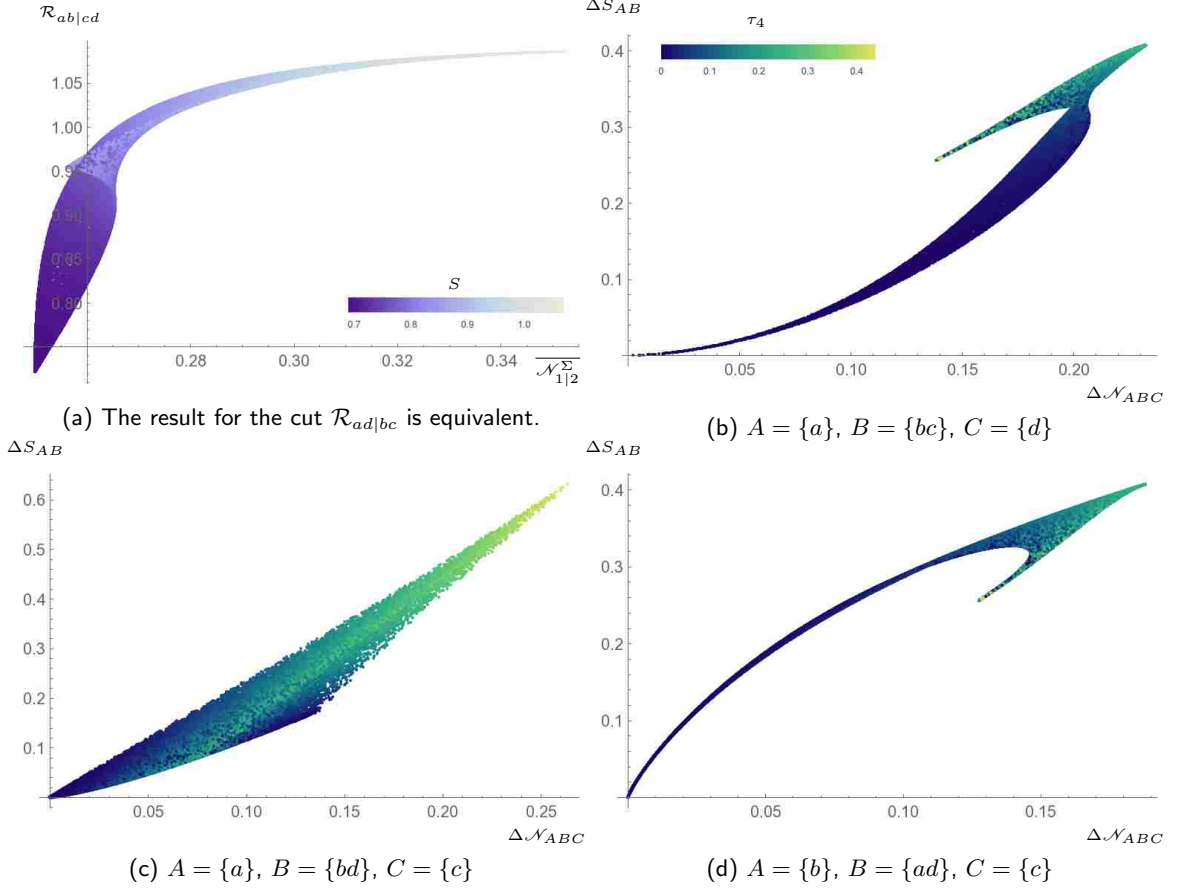 𝓡_{ab|cd}
1.05
1.00
0.95
0.90
0.85
0.80
S
0.7 0.8 0.9 1.0
0.28 0.30 0.32 0.34
\overline{𝒩^Σ_{1|2}}
(a) The result for the cut 𝓡_{ad|bc} is equivalent.
ΔS_{AB}
τ_4
0 0.1 0.2 0.3 0.4
0.4
0.3
0.2
0.1
0.05 0.10 0.15 0.20
Δ𝒩_{ABC}
(b) A = {a}, B = {bc}, C = {d}
ΔS_{AB}
0.6
0.5
0.4
0.3
0.2
0.1
0.05 0.10 0.15 0.20 0.25
Δ𝒩_{ABC}
(c) A = {a}, B = {bd}, C = {c}
ΔS_{AB}
0.4
0.3
0.2
0.1
0.05 0.10 0.15
Δ𝒩_{ABC}
(d) A = {b}, B = {ad}, C = {c}